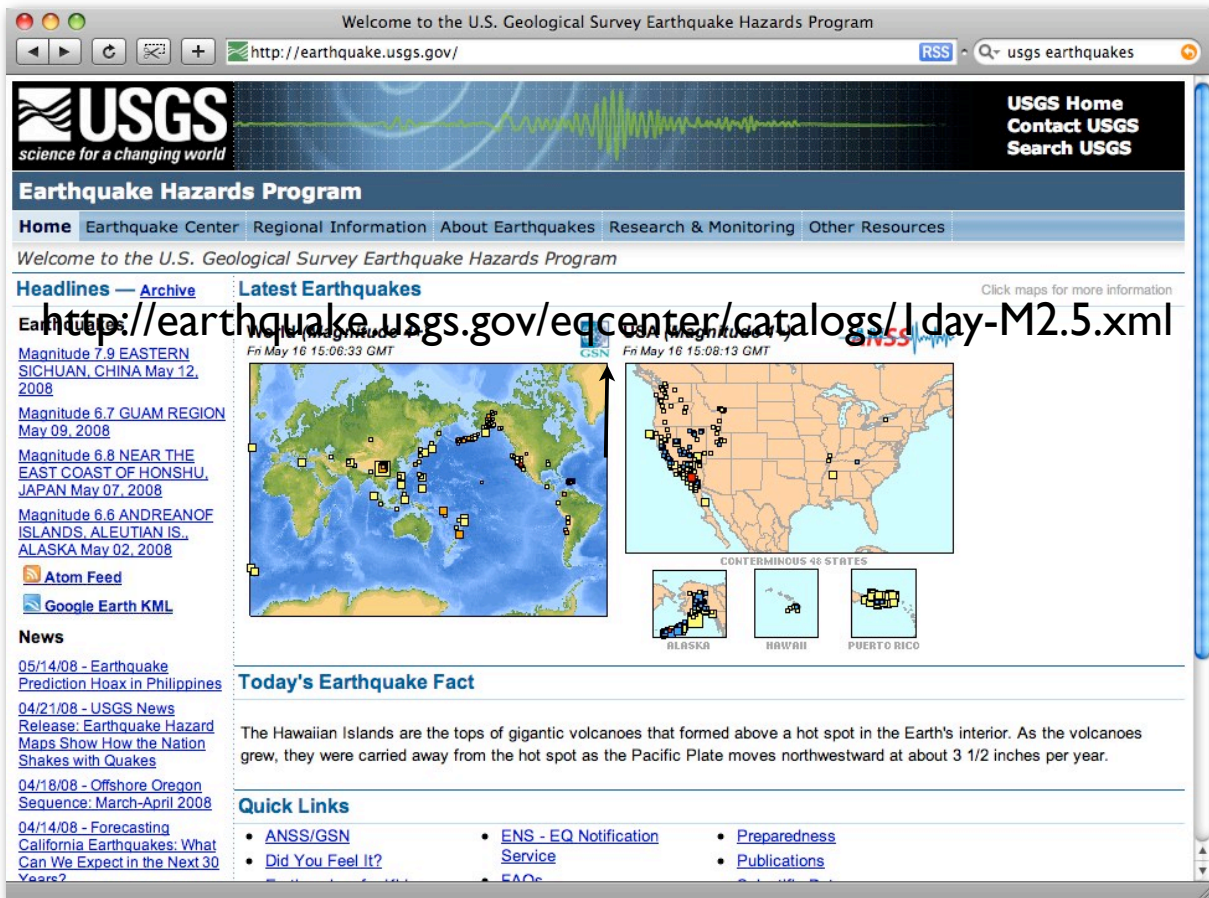 Welcome to the U.S. Geological Survey Earthquake Hazards Program
http://earthquake.usgs.gov/
RSS
usgs earthquakes
USGS
science for a changing world
USGS Home
Contact USGS
Search USGS
Earthquake Hazards Program
Home Earthquake Center Regional Information About Earthquakes Research & Monitoring Other Resources
Welcome to the U.S. Geological Survey Earthquake Hazards Program
Headlines — Archive
Earthquakes
Magnitude 7.9 EASTERN
SICHUAN, CHINA May 12,
2008
Magnitude 6.7 GUAM REGION
May 09, 2008
Magnitude 6.8 NEAR THE
EAST COAST OF HONSHU,
JAPAN May 07, 2008
Magnitude 6.6 ANDREANOF
ISLANDS, ALEUTIAN IS.,
ALASKA May 02, 2008
Atom Feed
Google Earth KML
News
05/14/08 - Earthquake
Prediction Hoax in Philippines
04/21/08 - USGS News
Release: Earthquake Hazard
Maps Show How the Nation
Shakes with Quakes
04/18/08 - Offshore Oregon
Sequence: March-April 2008
04/14/08 - Forecasting
California Earthquakes: What
Can We Expect in the Next 30
Years?
Latest Earthquakes
Click maps for more information
http://earthquake.usgs.gov/eqcenter/catalogs/1day-M2.5.xml
World (Magnitude 4+)
Fri May 16 15:06:33 GMT
GSN
USA (Magnitude 1+)
Fri May 16 15:08:13 GMT
ANSS
CONTERMINOUS 48 STATES
ALASKA
HAWAII
PUERTO RICO
Today's Earthquake Fact
The Hawaiian Islands are the tops of gigantic volcanoes that formed above a hot spot in the Earth's interior. As the volcanoes
grew, they were carried away from the hot spot as the Pacific Plate moves northwestward at about 3 1/2 inches per year.
Quick Links
ANSS/GSN
Did You Feel It?
ENS - EQ Notification
Service
FAQs
Preparedness
Publications